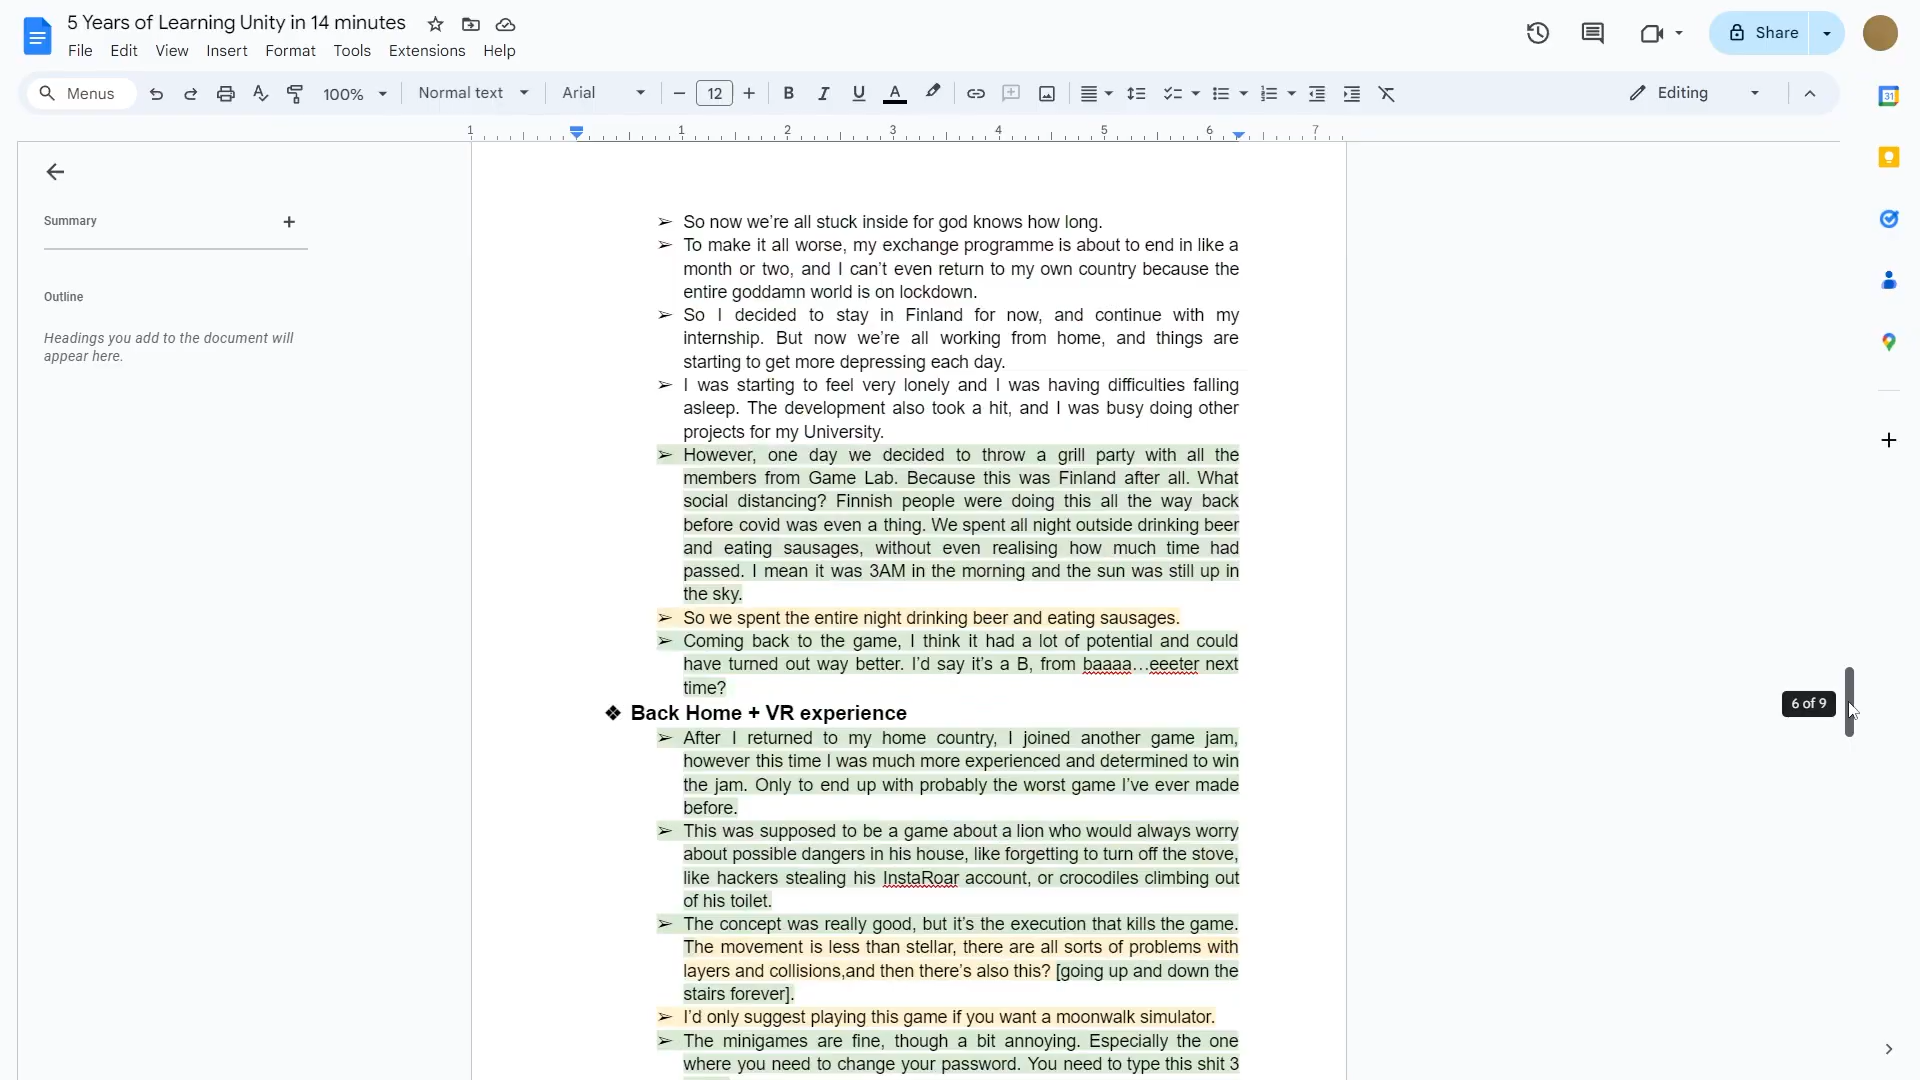 5 Years of Learning Unity in 14 minutes
File Edit View Insert Format Tools Extensions Help
Share
Menus 100% Normal text Arial 12 Editing
1 1 2 3 4 5 6 7
31
Summary
Outline
Headings you add to the document will
appear here.
➢ So now we’re all stuck inside for god knows how long.
➢ To make it all worse, my exchange programme is about to end in like a
month or two, and I can’t even return to my own country because the
entire goddamn world is on lockdown.
➢ So I decided to stay in Finland for now, and continue with my
internship. But now we’re all working from home, and things are
starting to get more depressing each day.
➢ I was starting to feel very lonely and I was having difficulties falling
asleep. The development also took a hit, and I was busy doing other
projects for my University.
➢ However, one day we decided to throw a grill party with all the
members from Game Lab. Because this was Finland after all. What
social distancing? Finnish people were doing this all the way back
before covid was even a thing. We spent all night outside drinking beer
and eating sausages, without even realising how much time had
passed. I mean it was 3AM in the morning and the sun was still up in
the sky.
➢ So we spent the entire night drinking beer and eating sausages.
➢ Coming back to the game, I think it had a lot of potential and could
have turned out way better. I’d say it’s a B, from baaaa…eeeter next
time?
❖ Back Home + VR experience
6 of 9
➢ After I returned to my home country, I joined another game jam,
however this time I was much more experienced and determined to win
the jam. Only to end up with probably the worst game I’ve ever made
before.
➢ This was supposed to be a game about a lion who would always worry
about possible dangers in his house, like forgetting to turn off the stove,
like hackers stealing his InstaRoar account, or crocodiles climbing out
of his toilet.
➢ The concept was really good, but it’s the execution that kills the game.
The movement is less than stellar, there are all sorts of problems with
layers and collisions,and then there’s also this? [going up and down the
stairs forever].
➢ I’d only suggest playing this game if you want a moonwalk simulator.
➢ The minigames are fine, though a bit annoying. Especially the one
where you need to change your password. You need to type this shit 3